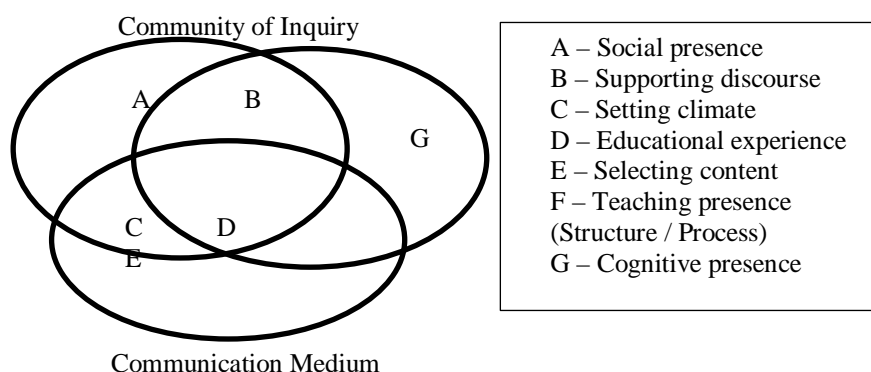 Community of Inquiry
A
B
G
C
D
E
Communication Medium
A – Social presence
B – Supporting discourse
C – Setting climate
D – Educational experience
E – Selecting content
F – Teaching presence
(Structure / Process)
G – Cognitive presence